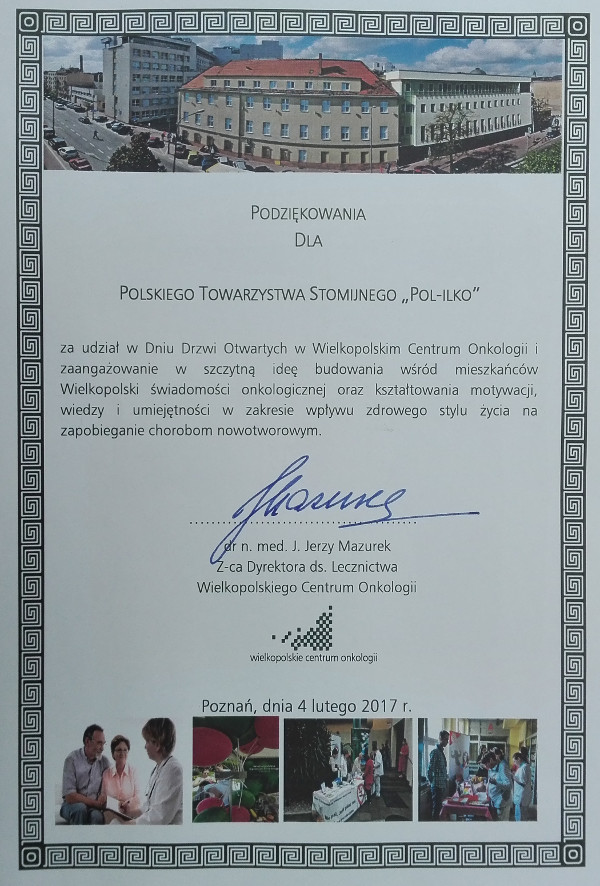 PODZIĘKOWANIA
DLA
POLSKIEGO TOWARZYSTWA STOMIJNEGO „POL-ILKO”
za udział w Dniu Drzwi Otwartych w Wielkopolskim Centrum Onkologii i
zaangażowanie w szczytną ideę budowania wśród mieszkańców
Wielkopolski świadomości onkologicznej oraz kształtowania motywacji,
wiedzy i umiejętności w zakresie wpływu zdrowego stylu życia na
zapobieganie chorobom nowotworowym.
dr n. med. J. Jerzy Mazurek
Z-ca Dyrektora ds. Lecznictwa
Wielkopolskiego Centrum Onkologii
wielkopolskie centrum onkologii
Poznań, dnia 4 lutego 2017 r.